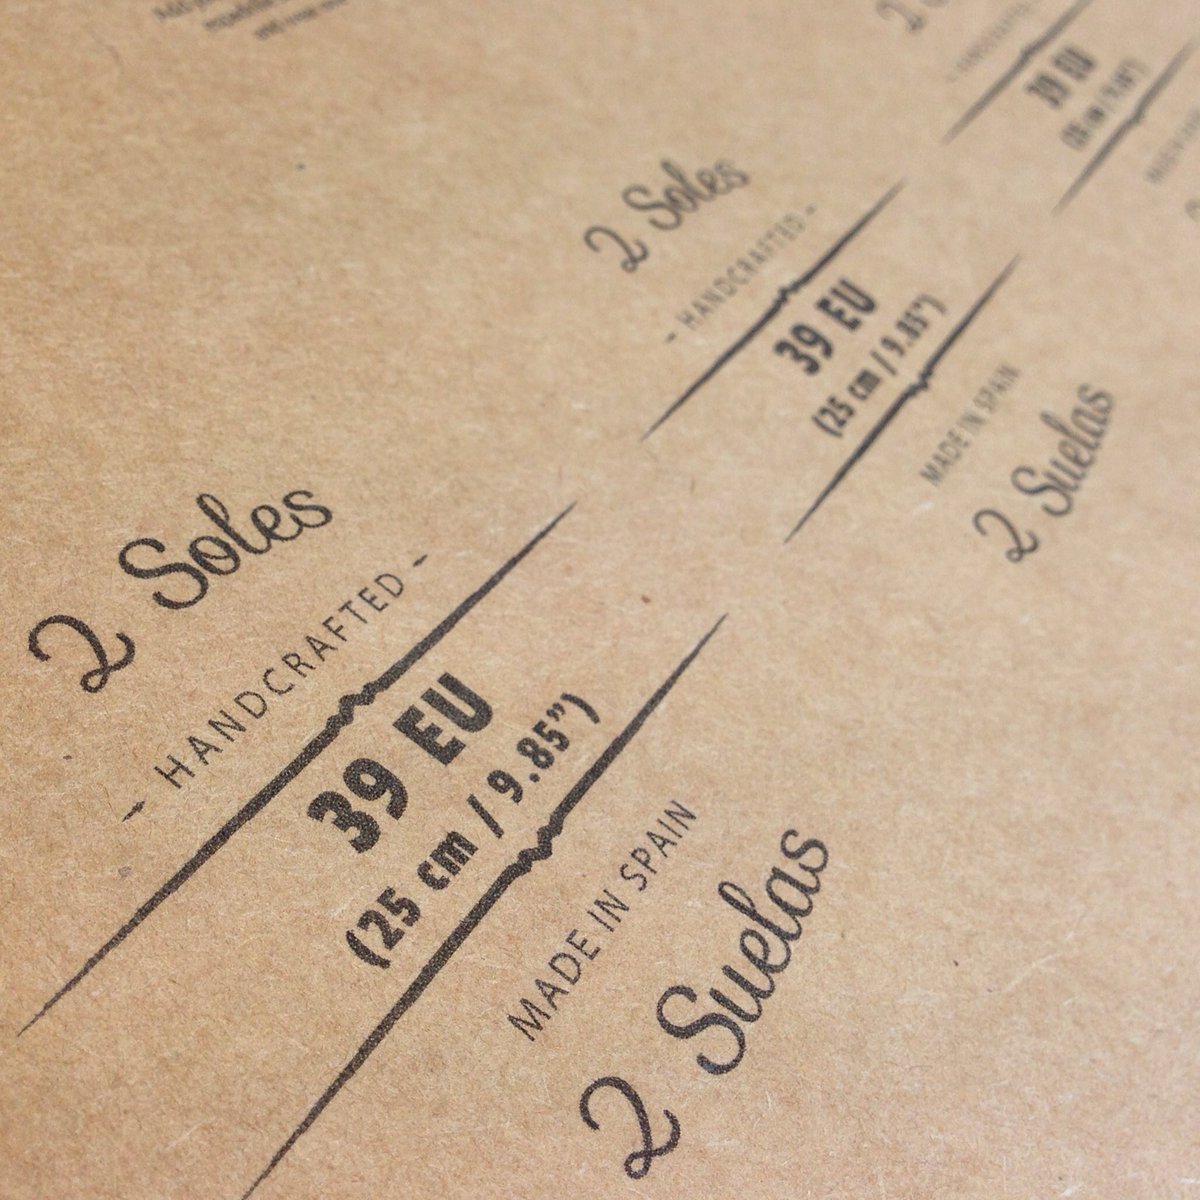 2 Soles
- HANDCRAFTED -
39 EU
(25 cm / 9.85”)
MADE IN SPAIN
2 Suelas
2 Soles
- HANDCRAFTED -
39 EU
(25 cm / 9.85”)
MADE IN SPAIN
2 Suelas
39 EU